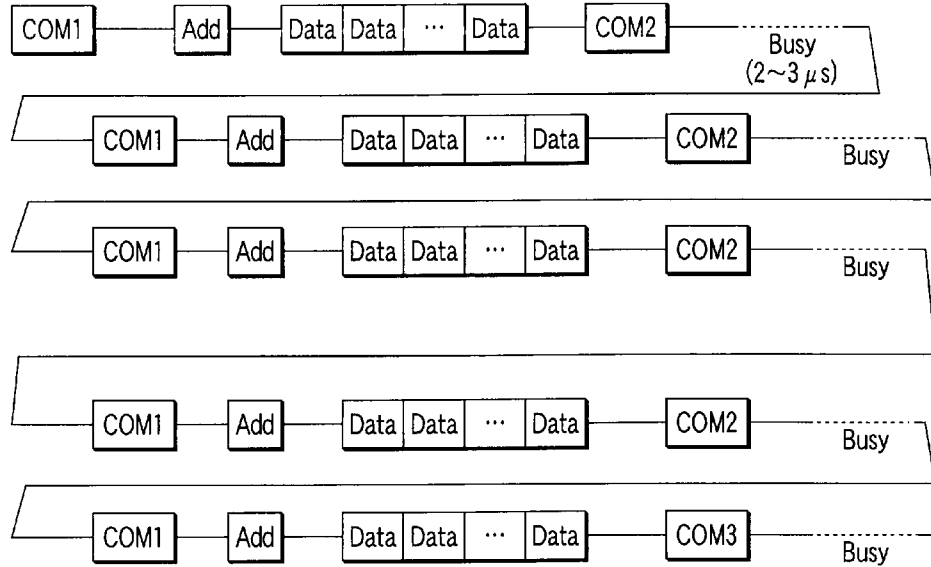 COM1 Add Data Data ··· Data COM2 Busy
(2~3 μs)
COM1 Add Data Data ··· Data COM2 Busy
COM1 Add Data Data ··· Data COM2 Busy
COM1 Add Data Data ··· Data COM2 Busy
COM1 Add Data Data ··· Data COM3 Busy